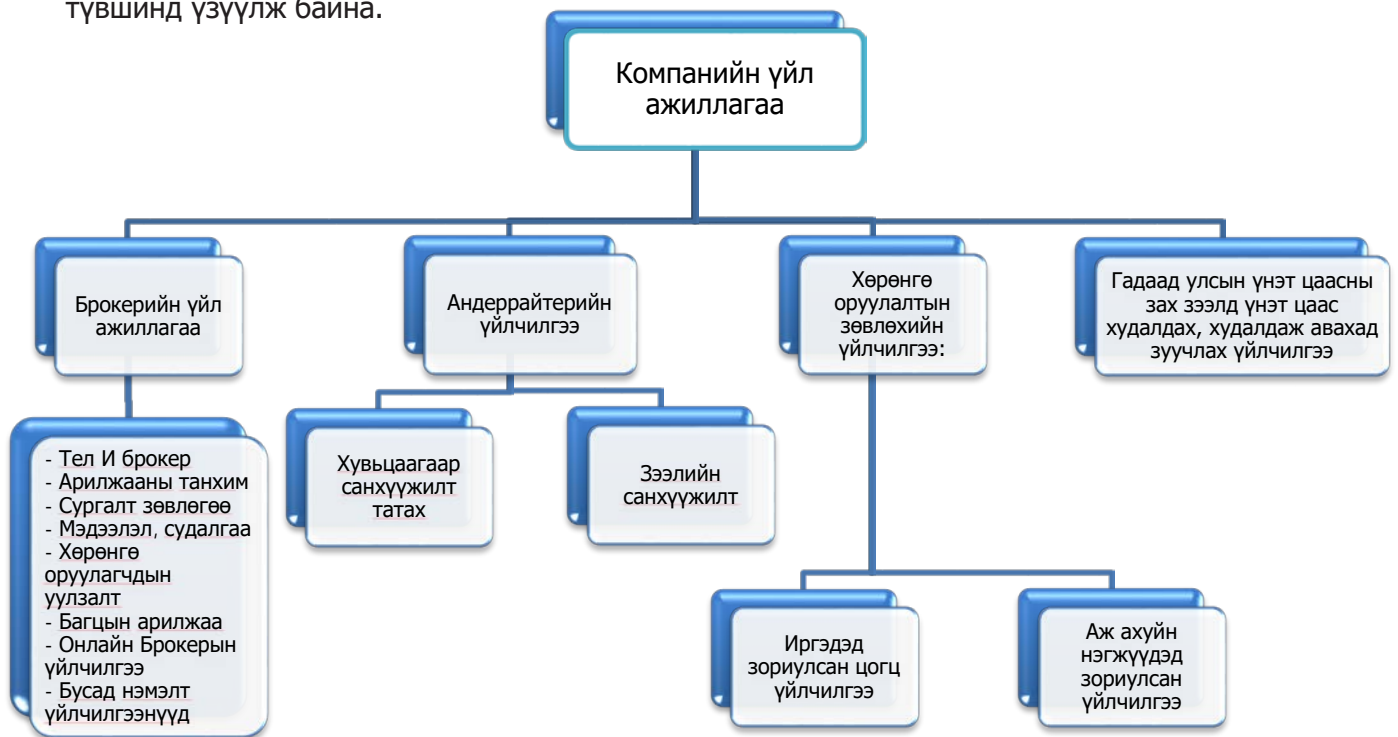 түвшинд үзүүлж байна.
Компанийн үйл
ажиллагаа
Брокерийн үйл
ажиллагаа
Андеррайтерийн
үйлчилгээ
Хөрөнгө
оруулалтын
зөвлөхийн
үйлчилгээ:
Гадаад улсын үнэт цаасны
зах зээлд үнэт цаас
худалдах, худалдаж авахад
зуучлах үйлчилгээ
- Тел И брокер
- Арилжааны танхим
- Сургалт зөвлөгөө
- Мэдээлэл, судалгаа
- Хөрөнгө
оруулагчдын
уулзалт
- Багцын арилжаа
- Онлайн Брокерын
үйлчилгээ
- Бусад нэмэлт
үйлчилгээнүүд
Хувьцаагаар
санхүүжилт
татах
Зээлийн
санхүүжилт
Иргэдэд
зориулсан цогц
үйлчилгээ
Аж ахуйн
нэгжүүдэд
зориулсан
үйлчилгээ